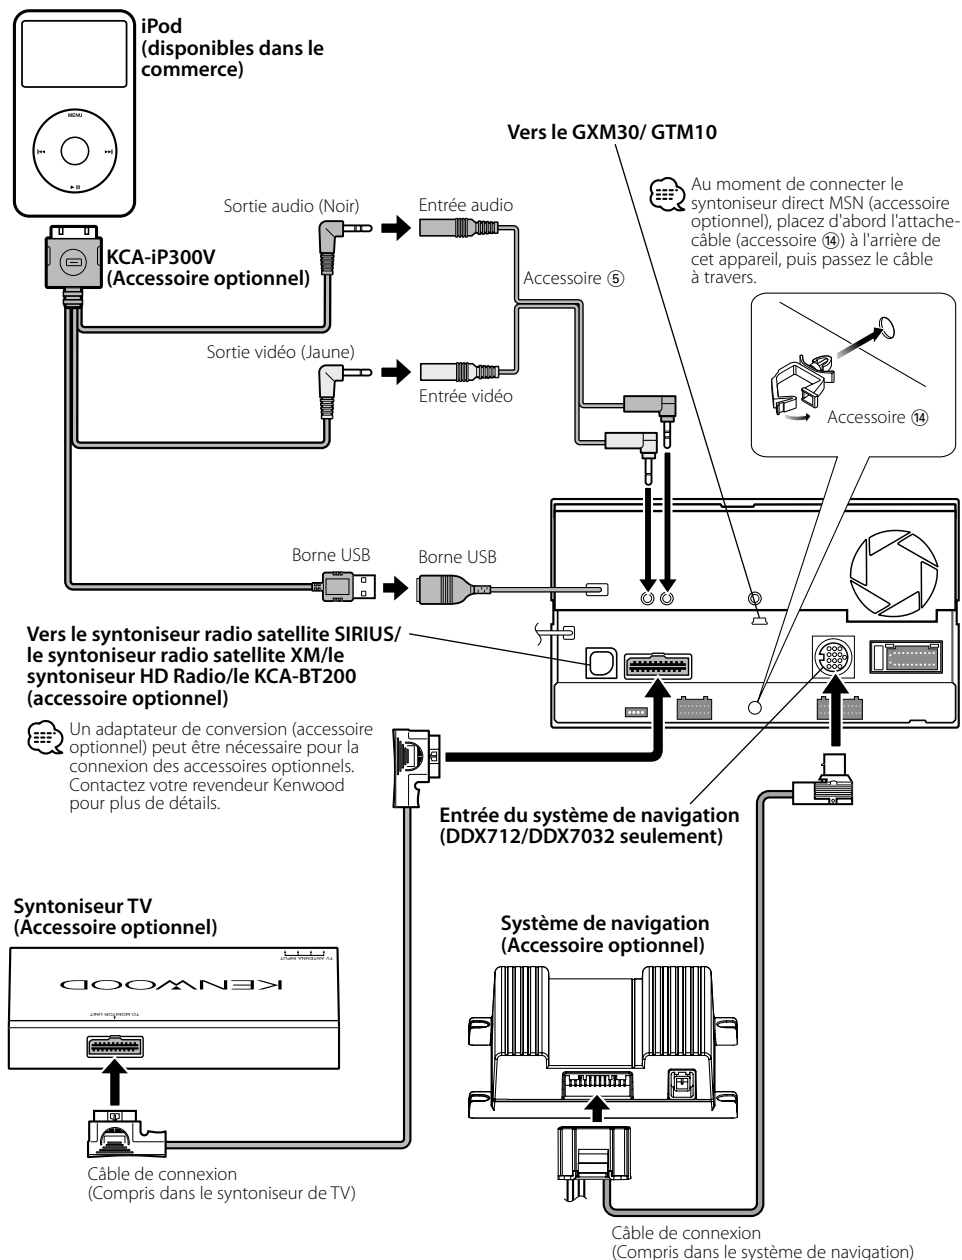 iPod
(disponibles dans le
commerce)
MENU
Vers le GXM30/ GTM10
Au moment de connecter le
syntoniseur direct MSN (accessoire
optionnel), placez d'abord l'attache-
câble (accessoire ⑭) à l'arrière de
cet appareil, puis passez le câble
à travers.
Sortie audio (Noir)
Entrée audio
KCA-iP300V
(Accessoire optionnel)
Accessoire ⑤
Sortie vidéo (Jaune)
Entrée vidéo
Accessoire ⑭
Borne USB
Borne USB
Vers le syntoniseur radio satellite SIRIUS/
le syntoniseur radio satellite XM/le
syntoniseur HD Radio/le KCA-BT200
(accessoire optionnel)
Un adaptateur de conversion (accessoire
optionnel) peut être nécessaire pour la
connexion des accessoires optionnels.
Contactez votre revendeur Kenwood
pour plus de détails.
Entrée du système de navigation
(DDX712/DDX7032 seulement)
Syntoniseur TV
(Accessoire optionnel)
TV ANTENNA INPUT
KENWOOD
TO MONITOR UNIT
Système de navigation
(Accessoire optionnel)
Câble de connexion
(Compris dans le syntoniseur de TV)
Câble de connexion
(Compris dans le système de navigation)